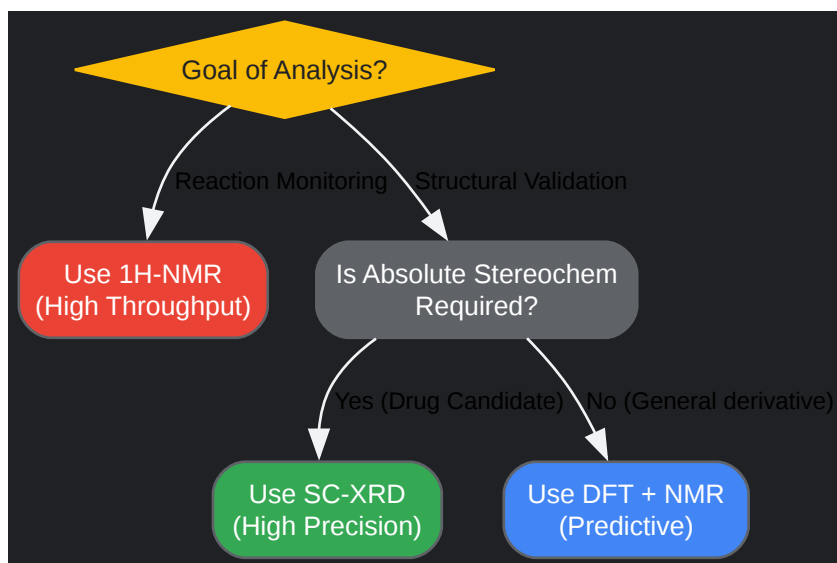 Goal of Analysis?
Reaction Monitoring
Structural Validation
Use 1H-NMR
(High Throughput)
Is Absolute Stereochem
Required?
Yes (Drug Candidate)
No (General derivative)
Use SC-XRD
(High Precision)
Use DFT + NMR
(Predictive)